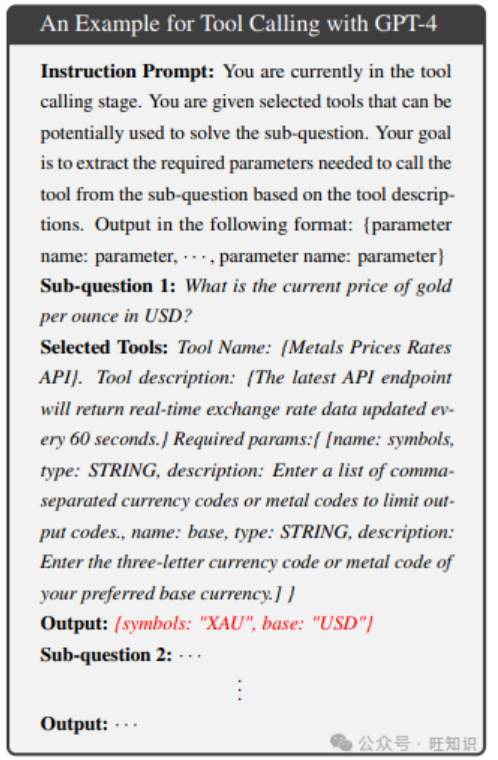 An Example for Tool Calling with GPT-4
Instruction Prompt: You are currently in the tool
calling stage. You are given selected tools that can be
potentially used to solve the sub-question. Your goal
is to extract the required parameters needed to call the
tool from the sub-question based on the tool descrip-
tions. Output in the following format: {parameter
name: parameter, ··· , parameter name: parameter}
Sub-question 1: What is the current price of gold
per ounce in USD?
Selected Tools: Tool Name: {Metals Prices Rates
API}. Tool description: {The latest API endpoint
will return real-time exchange rate data updated ev-
ery 60 seconds.} Required params:{ [name: symbols,
type: STRING, description: Enter a list of comma-
separated currency codes or metal codes to limit out-
put codes., name: base, type: STRING, description:
Enter the three-letter currency code or metal code of
your preferred base currency.] }
Output: {symbols: "XAU", base: "USD"}
Sub-question 2: ···
⋮
Output: ···
公众号 · 旺知识